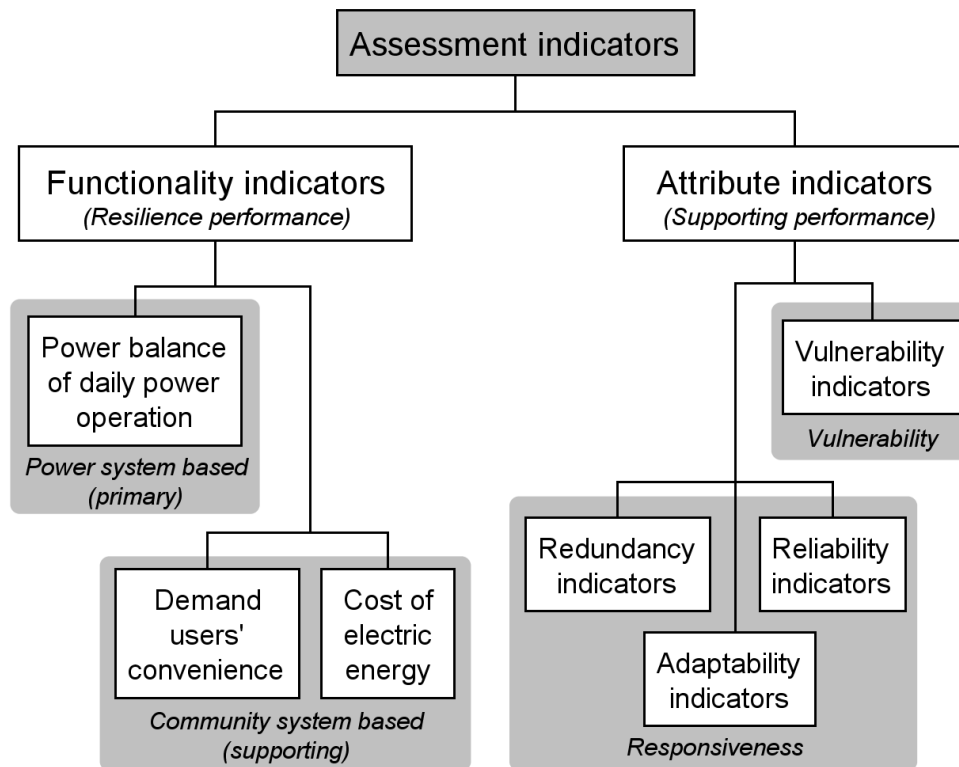 Assessment indicators
Functionality indicators
(Resilience performance)
Attribute indicators
(Supporting performance)
Power balance
of daily power
operation
Power system based
(primary)
Vulnerability
indicators
Vulnerability
Demand
users'
convenience
Cost of
electric
energy
Community system based
(supporting)
Redundancy
indicators
Reliability
indicators
Adaptability
indicators
Responsiveness